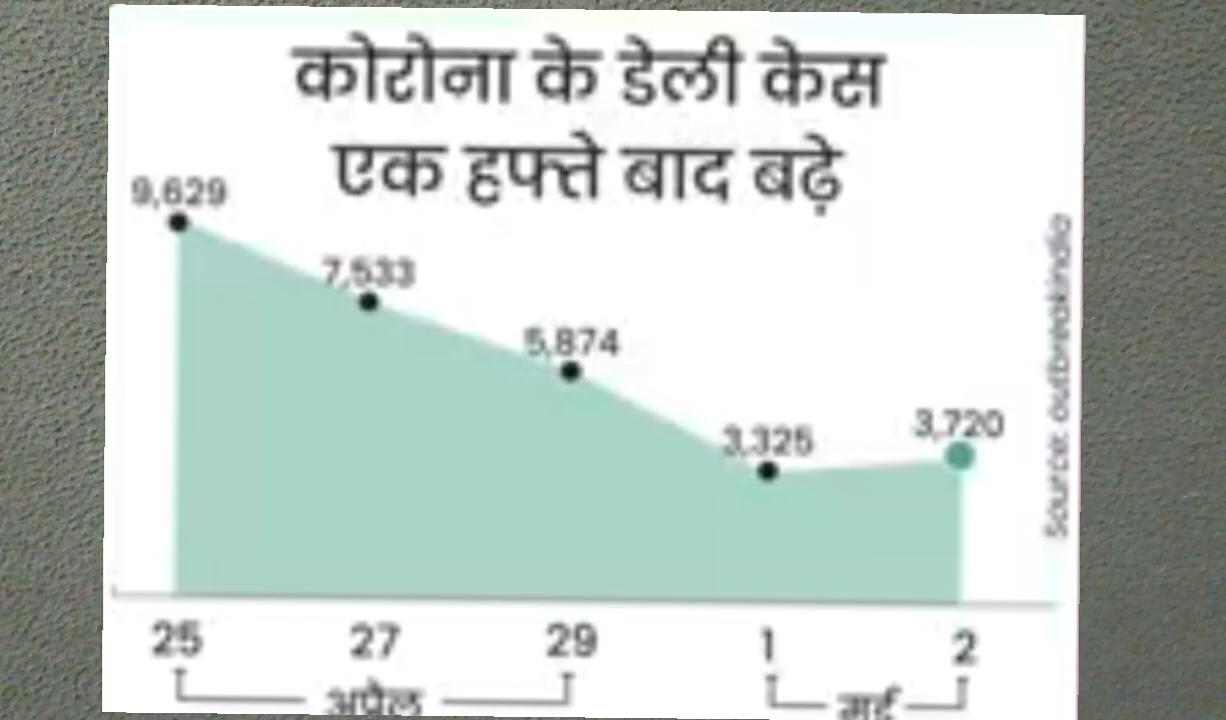 कोरोना के डेली केस
एक हफ्ते बाद बढ़े
9,629
7,533
5,874
3,325
3,720
Source: outbreakindia
25 27 29 1 2
अप्रैल मई